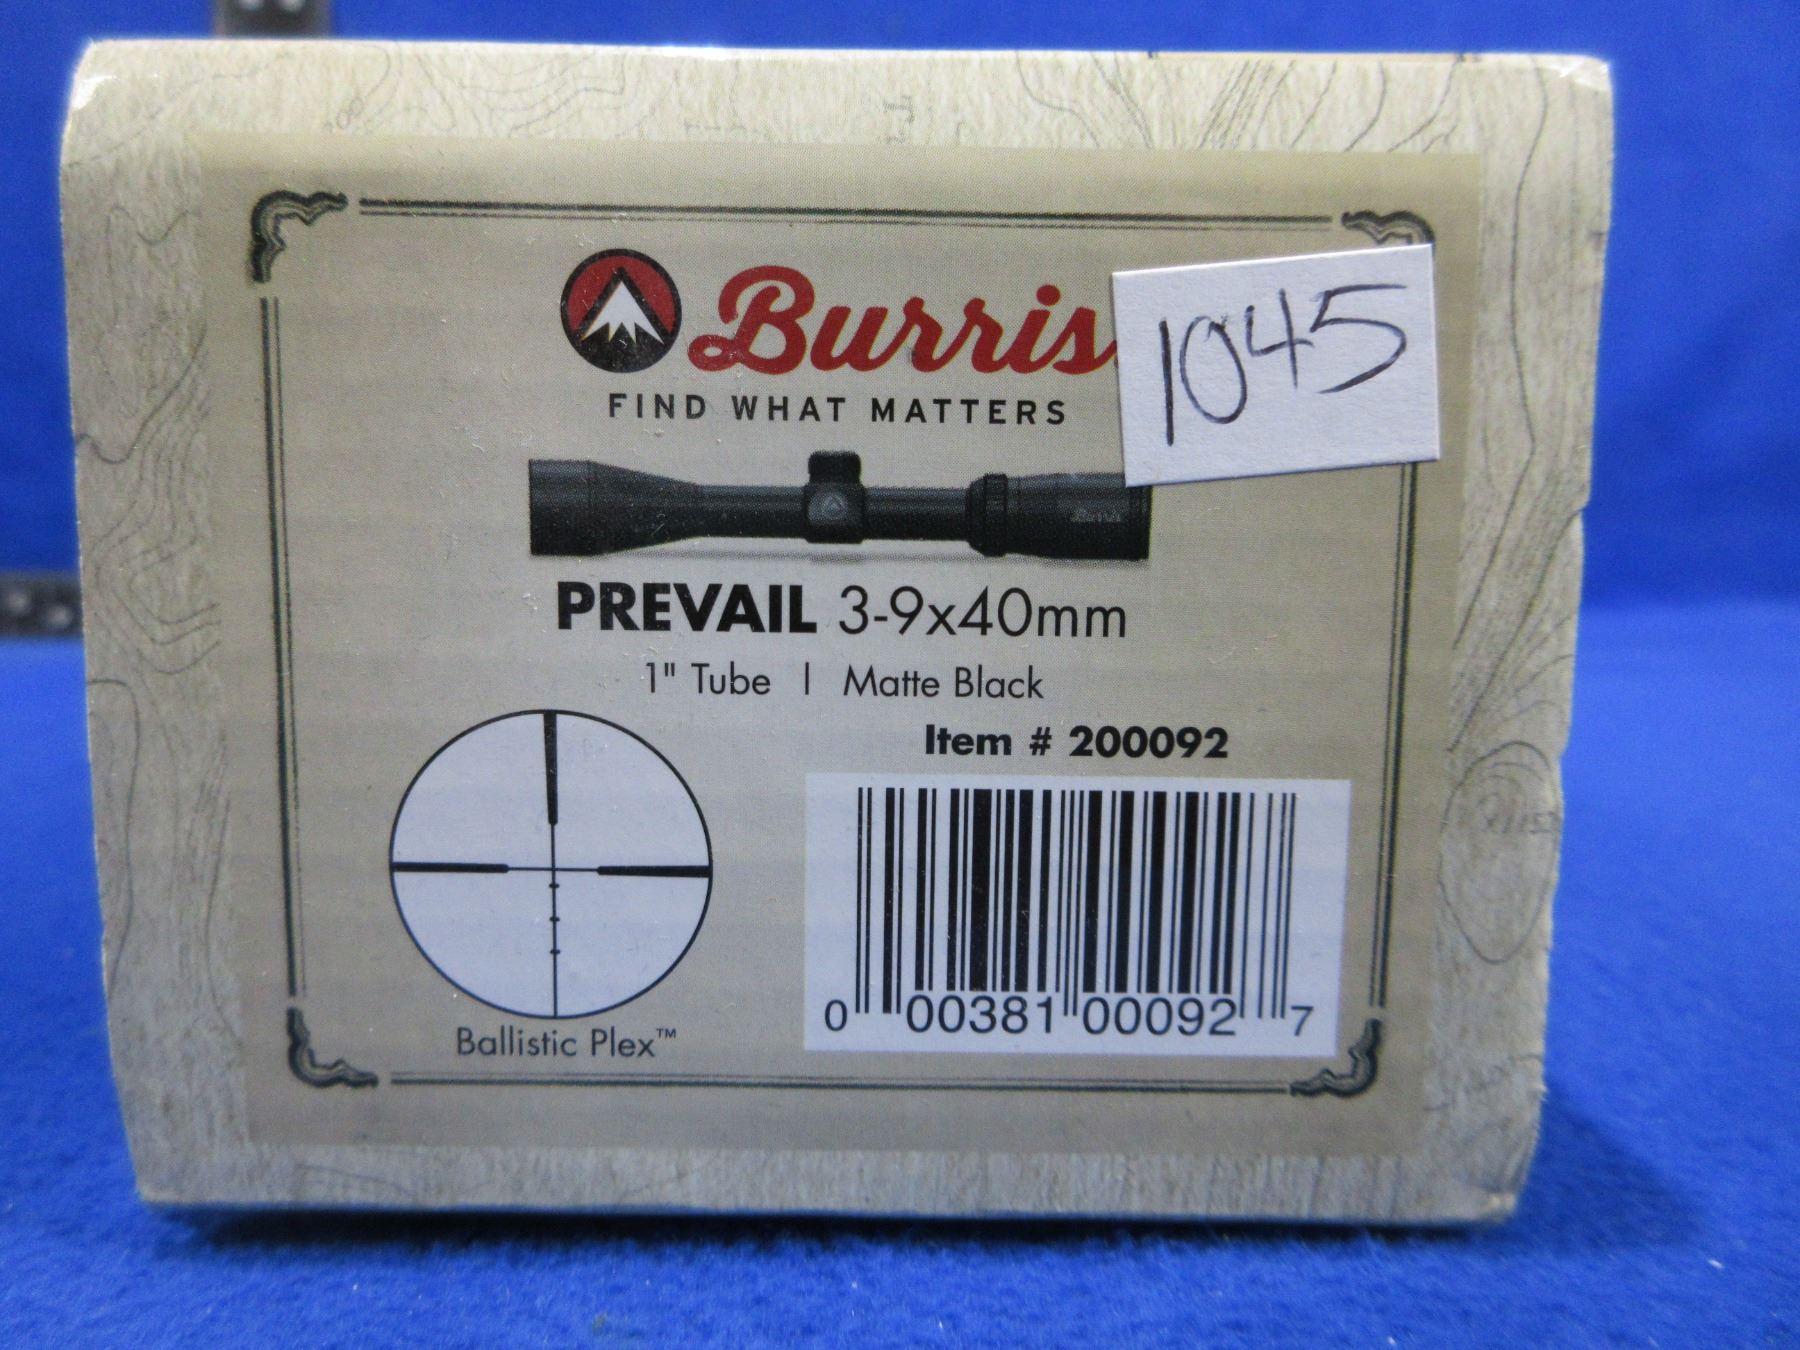 Burris
1045
FIND WHAT MATTERS
PREVAIL 3-9x40mm
1" Tube | Matte Black
Item # 200092
Ballistic Plex™
0 00381 00092 7